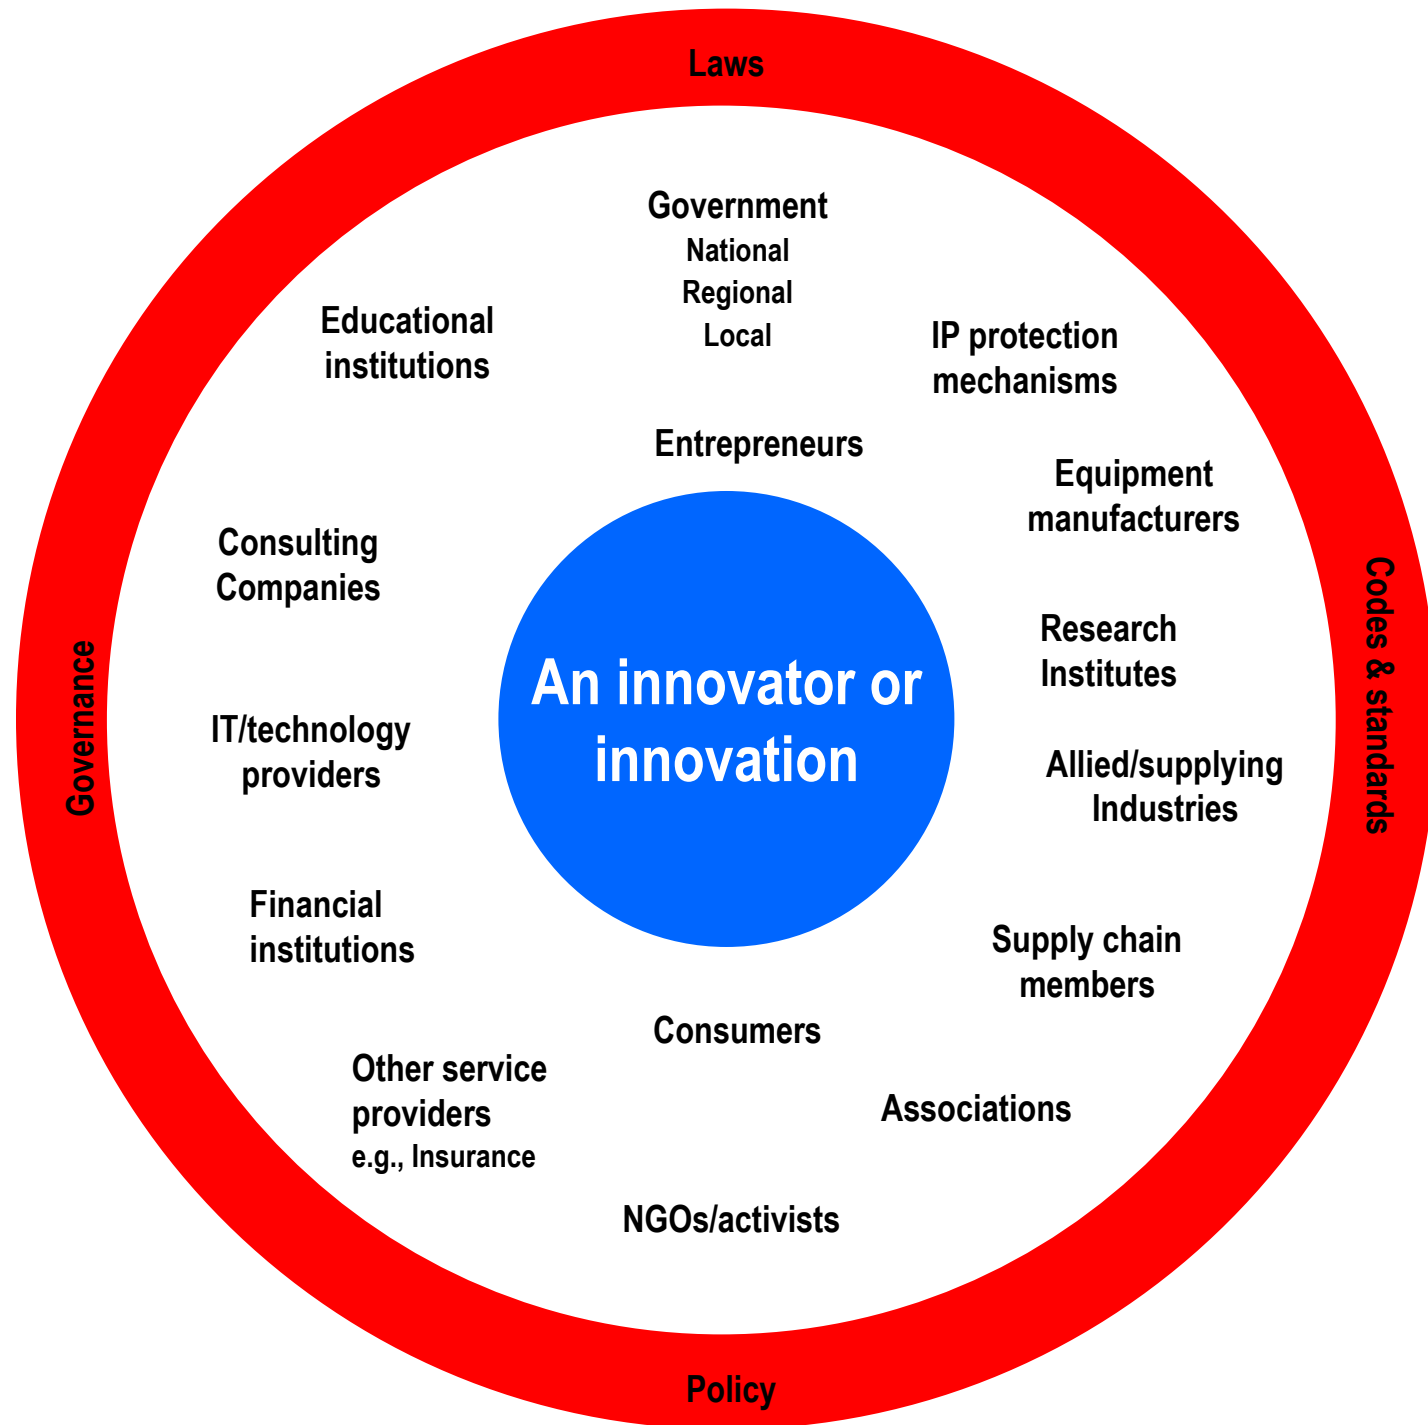 Laws
Government
National
Regional
Local
Educational
institutions
IP protection
mechanisms
Entrepreneurs
Equipment
manufacturers
Consulting
Companies
An innovator or
innovation
Research
Institutes
Codes & standards
Governance
IT/technology
providers
Allied/supplying
Industries
Financial
institutions
Supply chain
members
Consumers
Other service
providers
e.g., Insurance
Associations
NGOs/activists
Policy